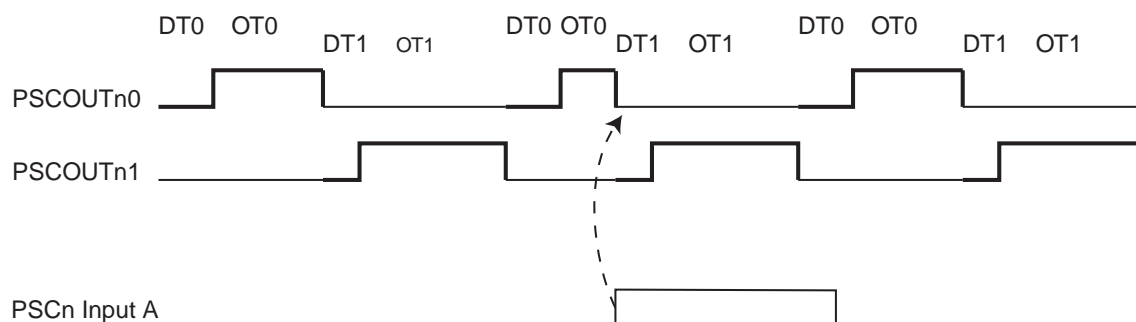 DT0 OT0 DT1 OT1 DT0 OT0 DT1 OT1 DT0 OT0 DT1 OT1
PSCOUTn0
PSCOUTn1
PSCn Input A